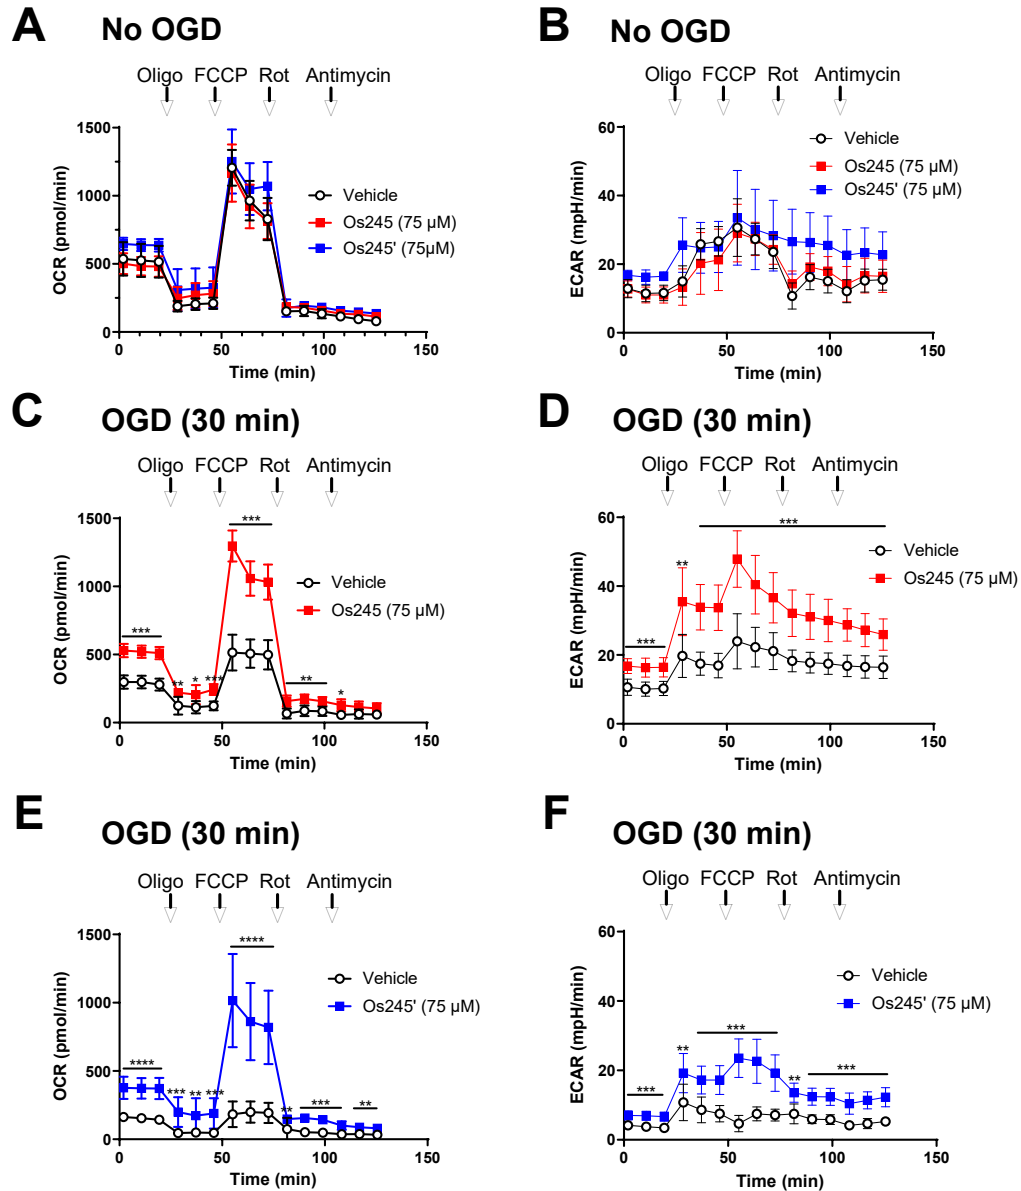 A No OGD
Oligo FCCP Rot Antimycin
OCR (pmol/min)
1500
1000
500
0
0 50 100 150
Time (min)
Vehicle
Os245 (75 μM)
Os245' (75μM)
B No OGD
Oligo FCCP Rot Antimycin
ECAR (mpH/min)
60
40
20
0
0 50 100 150
Time (min)
Vehicle
Os245 (75 μM)
Os245' (75 μM)
C OGD (30 min)
Oligo FCCP Rot Antimycin
OCR (pmol/min)
1500
1000
500
0
0 50 100 150
Time (min)
Vehicle
Os245 (75 μM)
***
***
** * ***
**
*
D OGD (30 min)
Oligo FCCP Rot Antimycin
ECAR (mpH/min)
60
40
20
0
0 50 100 150
Time (min)
Vehicle
Os245 (75 μM)
***
**
***
E OGD (30 min)
Oligo FCCP Rot Antimycin
OCR (pmol/min)
1500
1000
500
0
0 50 100 150
Time (min)
Vehicle
Os245' (75 μM)
****
****
*** ** ***
** *** **
F OGD (30 min)
Oligo FCCP Rot Antimycin
ECAR (mpH/min)
60
40
20
0
0 50 100 150
Time (min)
Vehicle
Os245' (75 μM)
***
**
***
** ***